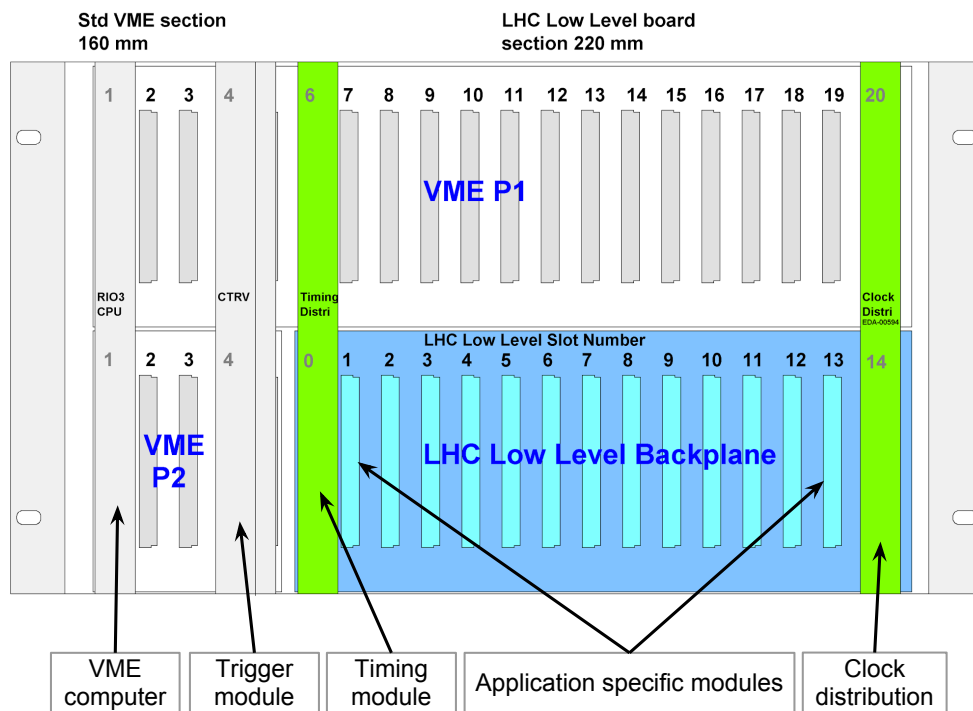 Std VME section
160 mm
LHC Low Level board
section 220 mm
1 2 3 4 6 7 8 9 10 11 12 13 14 15 16 17 18 19 20
VME P1
RIO3
CPU
CTRV
Timing
Distri
Clock
Distri
EDA-00594
LHC Low Level Slot Number
1 2 3 4 0 1 2 3 4 5 6 7 8 9 10 11 12 13 14
VME
P2
LHC Low Level Backplane
VME
computer
Trigger
module
Timing
module
Application specific modules
Clock
distribution